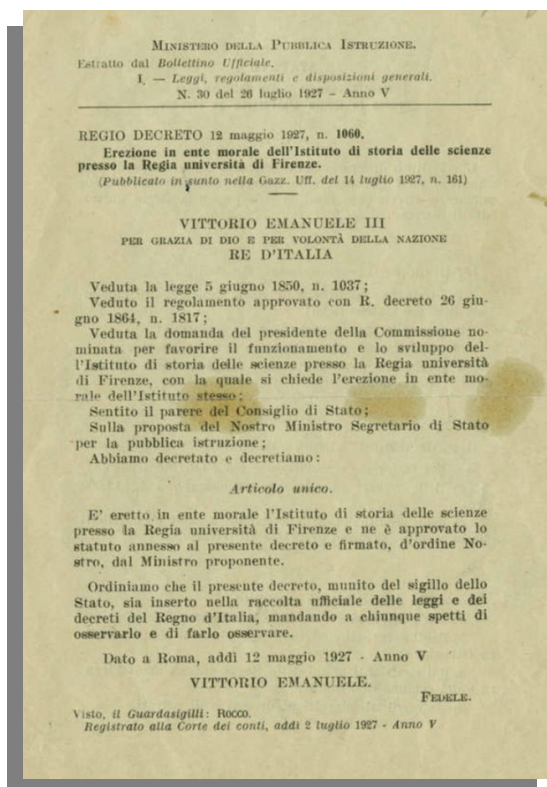 MINISTERO DELLA PUBBLICA ISTRUZIONE.
Estratto dal Bollettino Ufficiale.
I. — Leggi, regolamenti e disposizioni generali.
N. 30 del 26 luglio 1927 - Anno V
REGIO DECRETO 12 maggio 1927, n. 1060.
Erezione in ente morale dell'Istituto di storia delle scienze
presso la Regia università di Firenze.
(Pubblicato in sunto nella Gazz. Uff. del 14 luglio 1927, n. 161)
VITTORIO EMANUELE III
PER GRAZIA DI DIO E PER VOLONTÀ DELLA NAZIONE
RE D'ITALIA
Veduta la legge 5 giugno 1850, n. 1037;
Veduto il regolamento approvato con R. decreto 26 giu-
gno 1864, n. 1817;
Veduta la domanda del presidente della Commissione no-
minata per favorire il funzionamento e lo sviluppo del-
l'Istituto di storia delle scienze presso la Regia università
di Firenze, con la quale si chiede l'erezione in ente mo-
rale dell'Istituto stesso;
Sentito il parere del Consiglio di Stato;
Sulla proposta del Nostro Ministro Segretario di Stato
per la pubblica istruzione;
Abbiamo decretato e decretiamo:
Articolo unico.
E' eretto in ente morale l'Istituto di storia delle scienze
presso la Regia università di Firenze e ne è approvato lo
statuto annesso al presente decreto e firmato, d'ordine No-
stro, dal Ministro proponente.
Ordiniamo che il presente decreto, munito del sigillo dello
Stato, sia inserto nella raccolta ufficiale delle leggi e dei
decreti del Regno d'Italia, mandando a chiunque spetti di
osservarlo e di farlo osservare.
Dato a Roma, addì 12 maggio 1927 - Anno V
VITTORIO EMANUELE.
FEDELE.
Visto, il Guardasigilli: ROCCO.
Registrato alla Corte dei conti, addì 2 luglio 1927 - Anno V